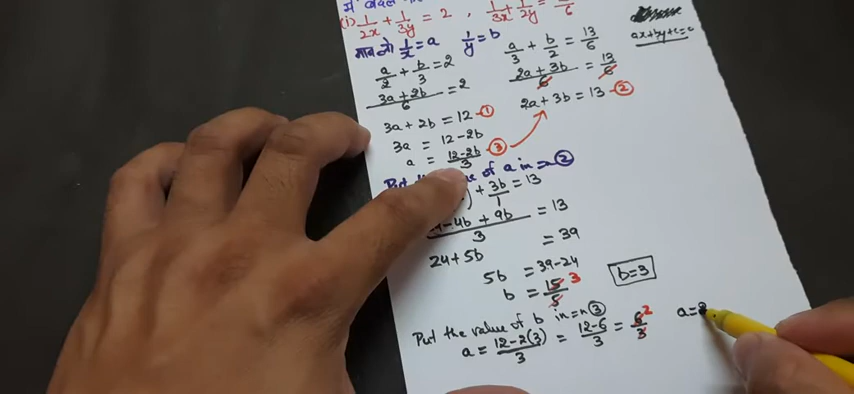 में
(i) 1/2x + 1/3y = 2 , 1/3x + 1/2y = /6
मान लो 1/x = a 1/y = b
ax+by+c=0
a/2 + b/3 = 2
a/3 + b/2 = 13/6
3a+2b/6 = 2
2a+3b/6 = 13/6
3a+2b = 12 -①
2a+3b = 13 -②
3a = 12-2b
a = 12-2b/3 -③
Put value of a in =n ②
) + 3b/1 = 13
-4b+9b/3 = 13
24+5b = 39
5b = 39-24
b = 15/5 3
b=3
Put the value of b in =n ③
a = 12-2(3)/3 = 12-6/3 = 6/3 2
a=